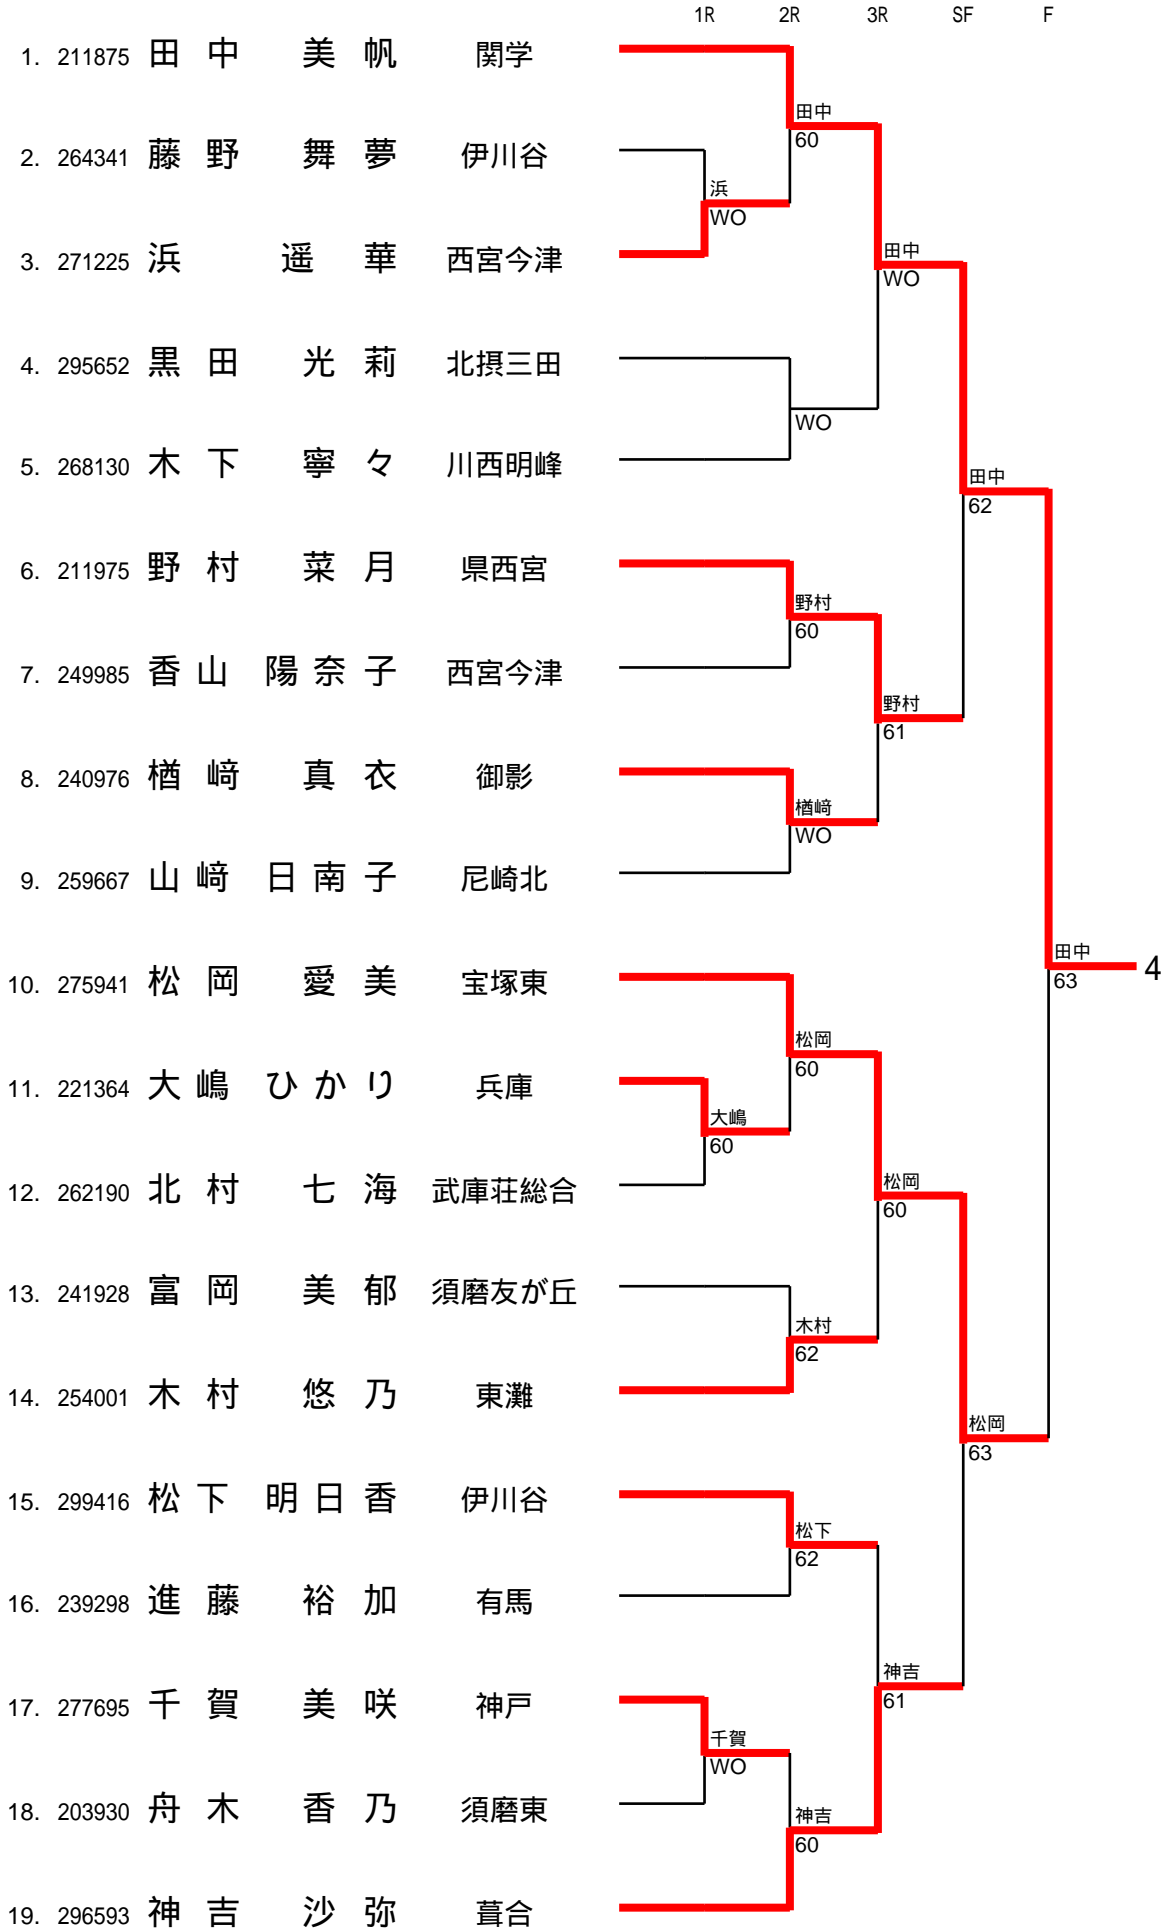 1R 2R 3R SF F
1. 211875 田中 美帆 関学
田中
60
2. 264341 藤野 舞夢 伊川谷
浜
WO
3. 271225 浜 遥華 西宮今津
田中
WO
4. 295652 黒田 光莉 北摂三田
WO
5. 268130 木下 寧々 川西明峰
田中
62
6. 211975 野村 菜月 県西宮
野村
60
7. 249985 香山 陽奈子 西宮今津
野村
61
8. 240976 楢﨑 真衣 御影
楢﨑
WO
9. 259667 山﨑 日南子 尼崎北
田中
63
4
10. 275941 松岡 愛美 宝塚東
松岡
60
11. 221364 大嶋 ひかり 兵庫
大嶋
60
12. 262190 北村 七海 武庫荘総合
松岡
60
13. 241928 富岡 美郁 須磨友が丘
木村
62
14. 254001 木村 悠乃 東灘
松岡
63
15. 299416 松下 明日香 伊川谷
松下
62
16. 239298 進藤 裕加 有馬
神吉
61
17. 277695 千賀 美咲 神戸
千賀
WO
18. 203930 舟木 香乃 須磨東
神吉
60
19. 296593 神吉 沙弥 葺合